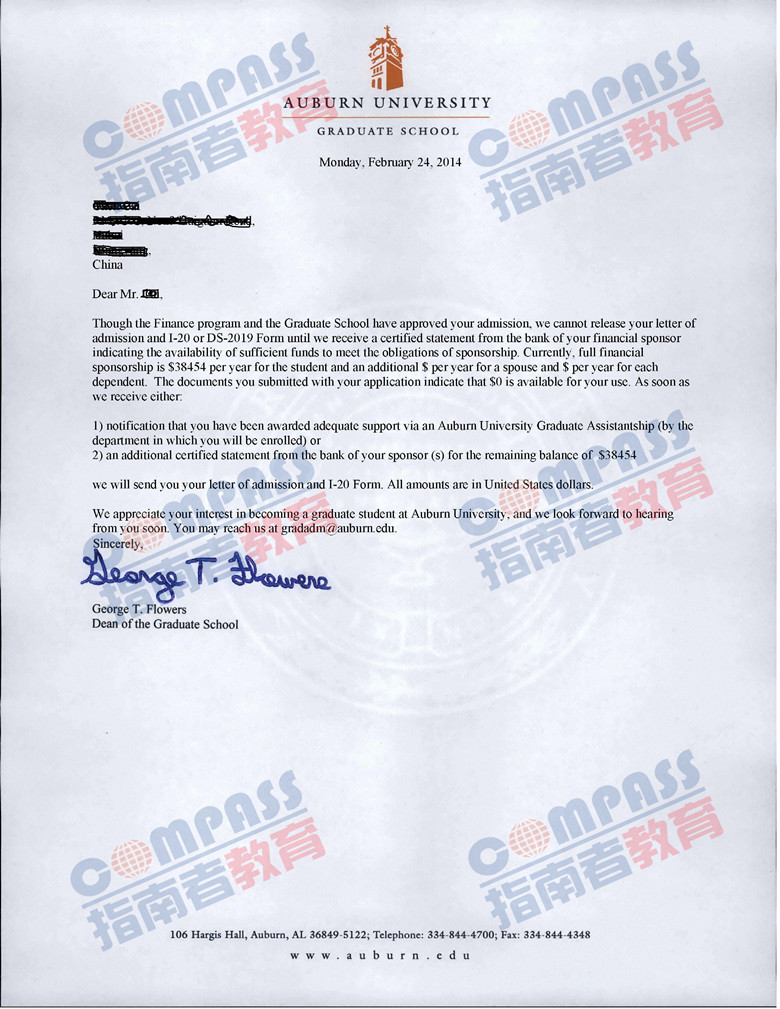 AUBURN UNIVERSITY
GRADUATE SCHOOL
Monday, February 24, 2014
China
Dear Mr.
Though the Finance program and the Graduate School have approved your admission, we cannot release your letter of
admission and I-20 or DS-2019 Form until we receive a certified statement from the bank of your financial sponsor
indicating the availability of sufficient funds to meet the obligations of sponsorship. Currently, full financial
sponsorship is $38454 per year for the student and an additional $ per year for a spouse and $ per year for each
dependent. The documents you submitted with your application indicate that $0 is available for your use. As soon as
we receive either:
1) notification that you have been awarded adequate support via an Auburn University Graduate Assistantship (by the
department in which you will be enrolled) or
2) an additional certified statement from the bank of your sponsor (s) for the remaining balance of $38454
we will send you your letter of admission and I-20 Form. All amounts are in United States dollars.
We appreciate your interest in becoming a graduate student at Auburn University, and we look forward to hearing
from you soon. You may reach us at gradadm@auburn.edu.
Sincerely,
George T. Flowers
George T. Flowers
Dean of the Graduate School
106 Hargis Hall, Auburn, AL 36849-5122; Telephone: 334-844-4700; Fax: 334-844-4348
www.auburn.edu
COMPASS
指南者教育
COMPASS
指南者教育
COMPASS
指南者教育
COMPASS
指南者教育
COMPASS
指南者教育
COMPASS
指南者教育